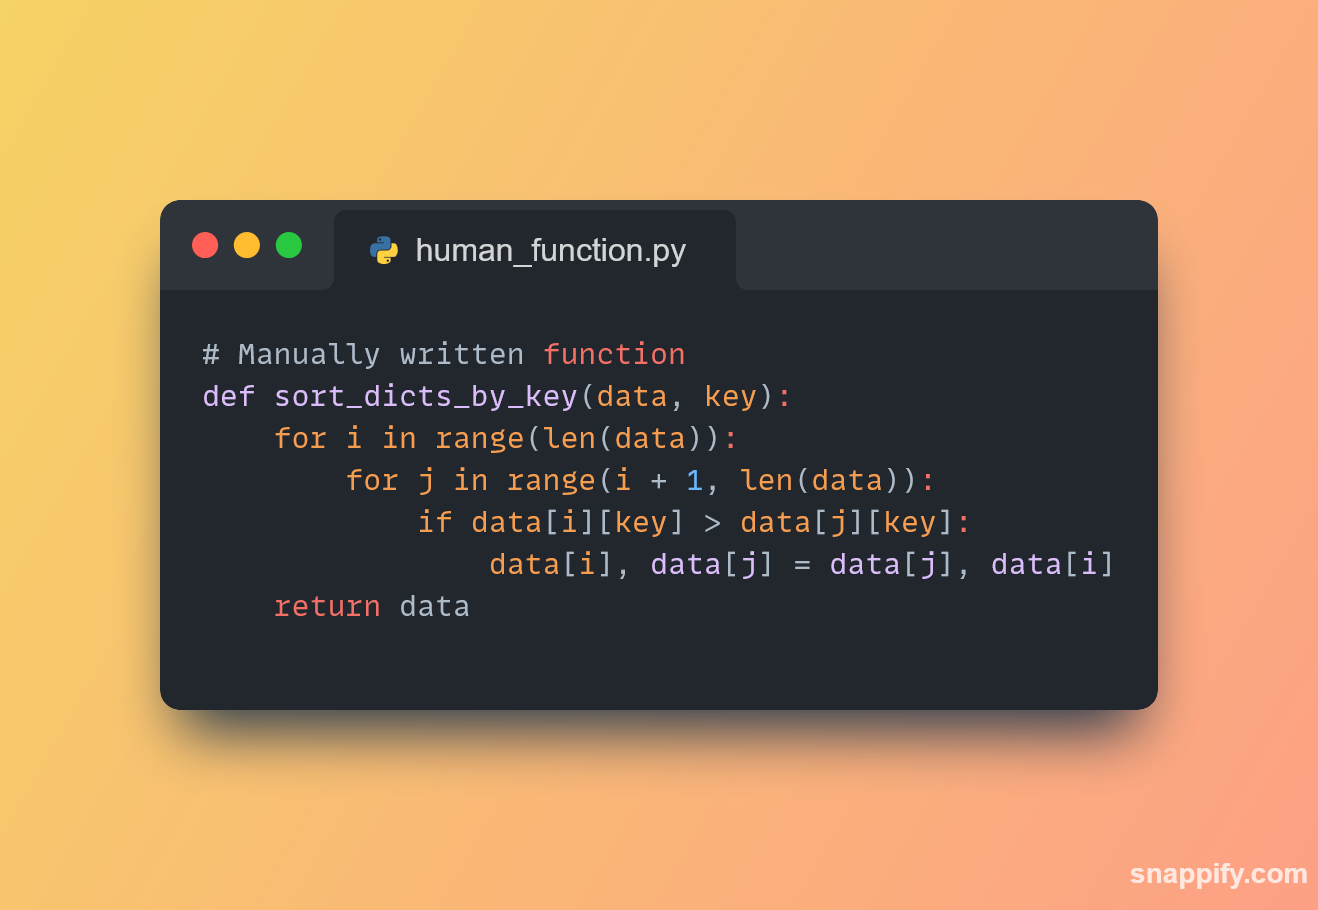 human_function.py
# Manually written function
def sort_dicts_by_key(data, key):
    for i in range(len(data)):
        for j in range(i + 1, len(data)):
            if data[i][key] > data[j][key]:
                data[i], data[j] = data[j], data[i]
    return data
snappify.com